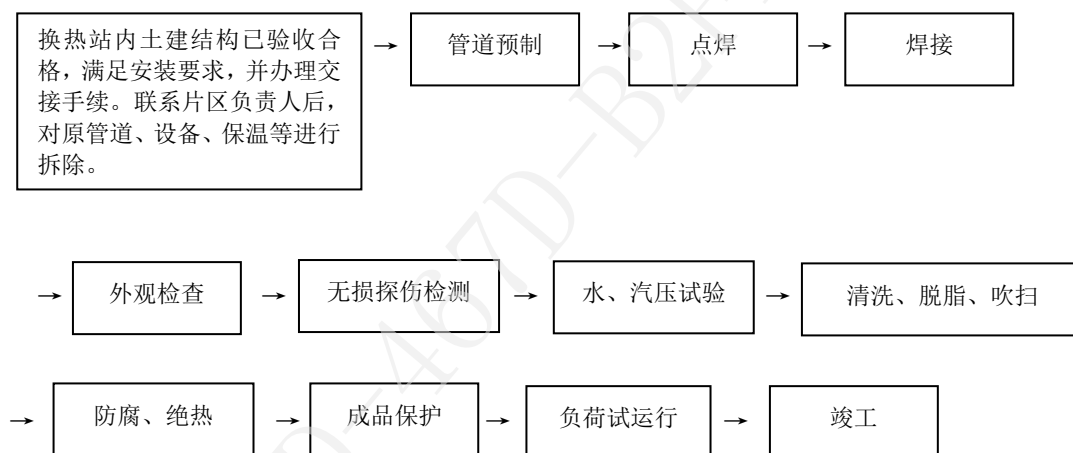 换热站内土建结构已验收合
格，满足安装要求，并办理交
接手续。联系片区负责人后，
对原管道、设备、保温等进行
拆除。
→ 管道预制 → 点焊 → 焊接
→ 外观检查 → 无损探伤检测 → 水、汽压试验 → 清洗、脱脂、吹扫
→ 防腐、绝热 → 成品保护 → 负荷试运行 → 竣工
D-467D-B2